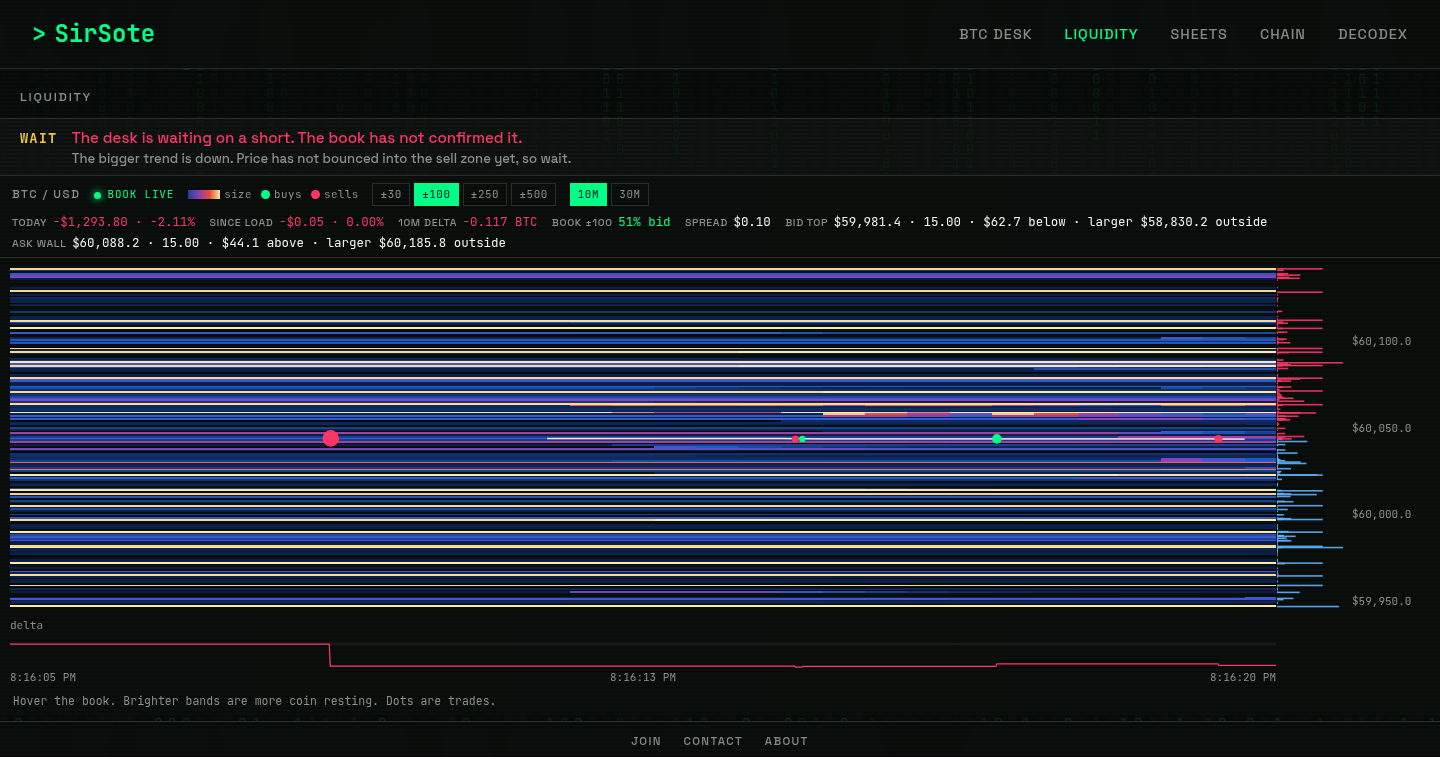 > SirSote
BTC DESK LIQUIDITY SHEETS CHAIN DECODEX
LIQUIDITY
WAIT The desk is waiting on a short. The book has not confirmed it.
The bigger trend is down. Price has not bounced into the sell zone yet, so wait.
BTC / USD BOOK LIVE size buys sells ±30 ±100 ±250 ±500 10M 30M
TODAY -$1,293.80 · -2.11% SINCE LOAD -$0.05 · 0.00% 10M DELTA -0.117 BTC BOOK ±100 51% bid SPREAD $0.10 BID TOP $59,981.4 · 15.00 · $62.7 below · larger $58,830.2 outside
ASK WALL $60,088.2 · 15.00 · $44.1 above · larger $60,185.8 outside
$60,100.0
$60,050.0
$60,000.0
$59,950.0
delta
8:16:05 PM 8:16:13 PM 8:16:20 PM
Hover the book. Brighter bands are more coin resting. Dots are trades.
JOIN CONTACT ABOUT